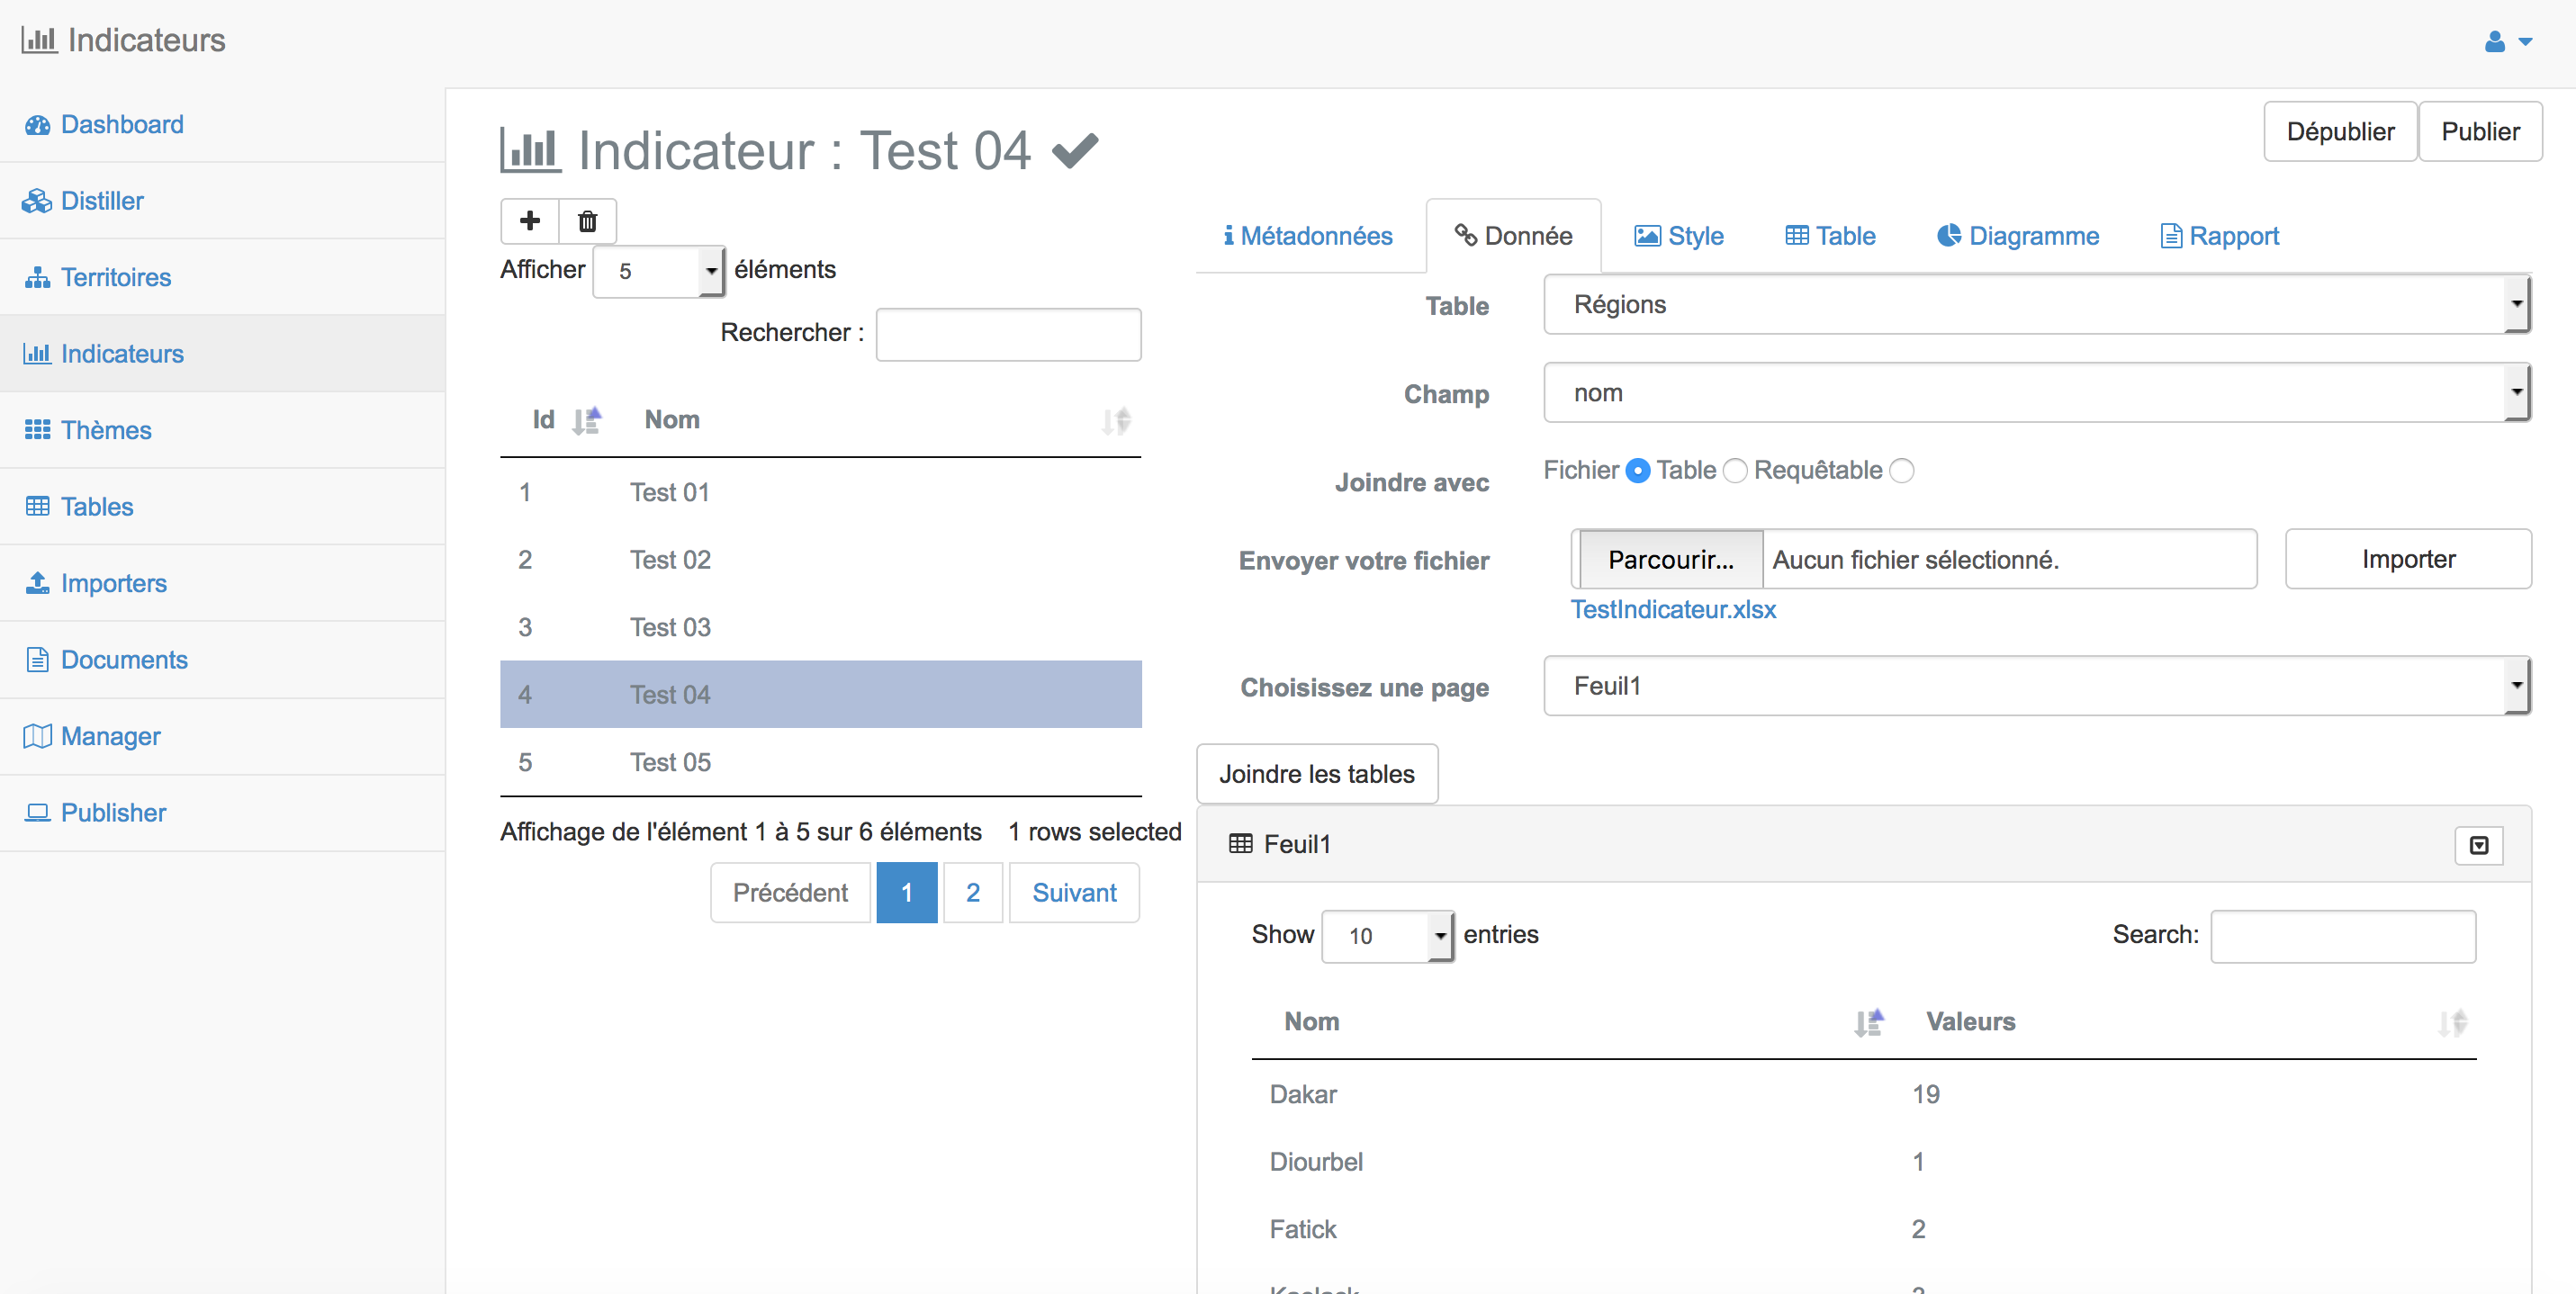 Indicateurs
Dashboard
Distiller
Territoires
Indicateurs
Thèmes
Tables
Importers
Documents
Manager
Publisher
Indicateur : Test 04
Dépublier Publier
Afficher 5 éléments
Rechercher :
Id Nom
1 Test 01
2 Test 02
3 Test 03
4 Test 04
5 Test 05
Affichage de l'élément 1 à 5 sur 6 éléments 1 rows selected
Précédent 1 2 Suivant
Métadonnées Donnée Style Table Diagramme Rapport
Table Régions
Champ nom
Joindre avec Fichier Table Requêtable
Envoyer votre fichier Parcourir... Aucun fichier sélectionné. Importer
TestIndicateur.xlsx
Choisissez une page Feuil1
Joindre les tables
Feuil1
Show 10 entries Search:
Nom Valeurs
Dakar 19
Diourbel 1
Fatick 2